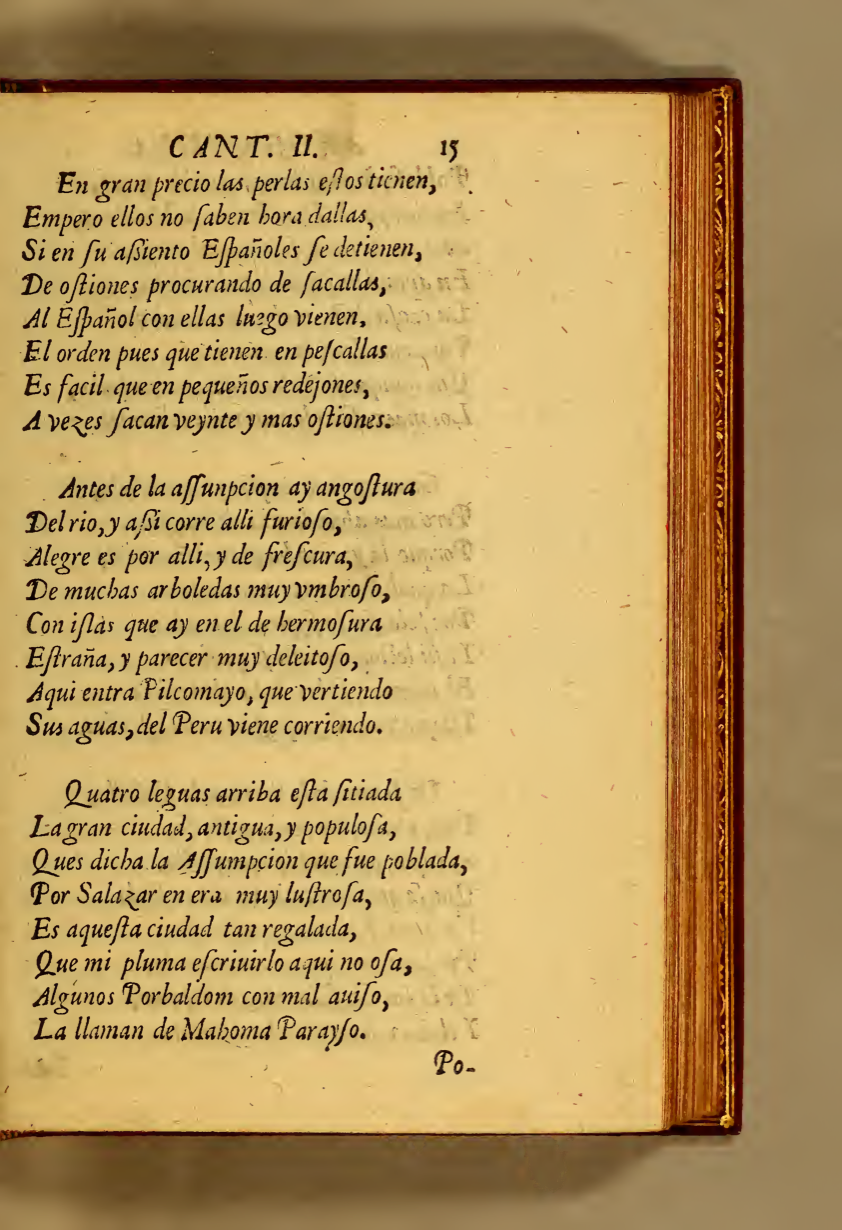 CANT. II. 15
En gran precio las perlas eſtos tienen,
Empero ellos no ſaben hora dallas,
Si en ſu aſsiento Eſpañoles ſe detienen,
De oſtiones procurando de ſacallas,
Al Eſpañol con ellas luego vienen,
El orden pues que tienen en peſcallas
Es facil que en pequeños redejones,
A vezes ſacan veynte y mas oſtiones.
Antes de la aſſunpcion ay angoſtura
Del rio, y aſsi corre alli furioſo,
Alegre es por alli, y de freſcura,
De muchas arboledas muy vmbroſo,
Con iſlas que ay en el de hermoſura
Eſtraña, y parecer muy deleitoſo,
Aqui entra Pilcomayo, que vertiendo
Sus aguas, del Peru viene corriendo.
Quatro leguas arriba eſta ſitiada
La gran ciudad, antigua, y populoſa,
Ques dicha la Aſſumpcion que fue poblada,
Por Salazar en era muy luſtroſa,
Es aqueſta ciudad tan regalada,
Que mi pluma eſcriuirlo aqui no oſa,
Algunos Porbaldom con mal auiſo,
La llaman de Mahoma Parayſo.
Po-